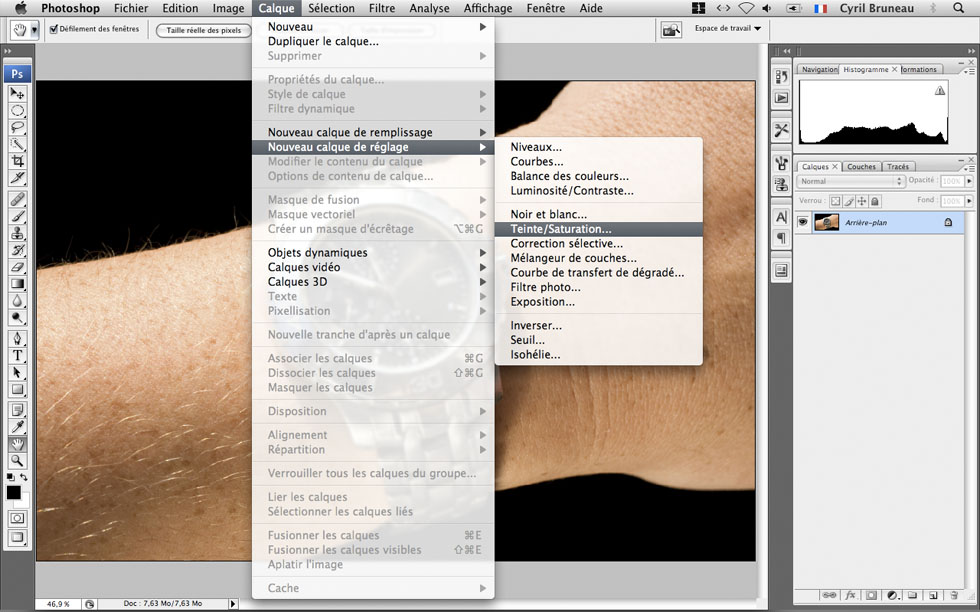 Photoshop Fichier Edition Image Calque Sélection Filtre Analyse Affichage Fenêtre Aide Cyril Bruneau
Défilement des fenêtres Taille réelle des pixels Espace de travail
Ps
Nouveau
Dupliquer le calque...
Supprimer
Propriétés du calque...
Style de calque
Filtre dynamique
Nouveau calque de remplissage
Nouveau calque de réglage
Modifier le contenu du calque
Options de contenu de calque...
Masque de fusion
Masque vectoriel
Créer un masque d'écrêtage ⌥⌘G
Objets dynamiques
Calques vidéo
Calques 3D
Texte
Pixellisation
Nouvelle tranche d'après un calque
Associer les calques ⌘G
Dissocier les calques ⇧⌘G
Masquer les calques
Disposition
Alignement
Répartition
Verrouiller tous les calques du groupe...
Lier les calques
Sélectionner les calques liés
Fusionner les calques ⌘E
Fusionner les calques visibles ⇧⌘E
Aplatir l'image
Cache
Niveaux...
Courbes...
Balance des couleurs...
Luminosité/Contraste...
Noir et blanc...
Teinte/Saturation...
Correction sélective...
Mélangeur de couches...
Courbe de transfert de dégradé...
Filtre photo...
Exposition...
Inverser...
Seuil...
Isohélie...
Navigation Histogramme × formations
Calques × Couches Tracés
Normal Opacité : 100%
Verrou : Fond : 100%
Arrière-plan
46,9 % Doc : 7,63 Mo/7,63 Mo